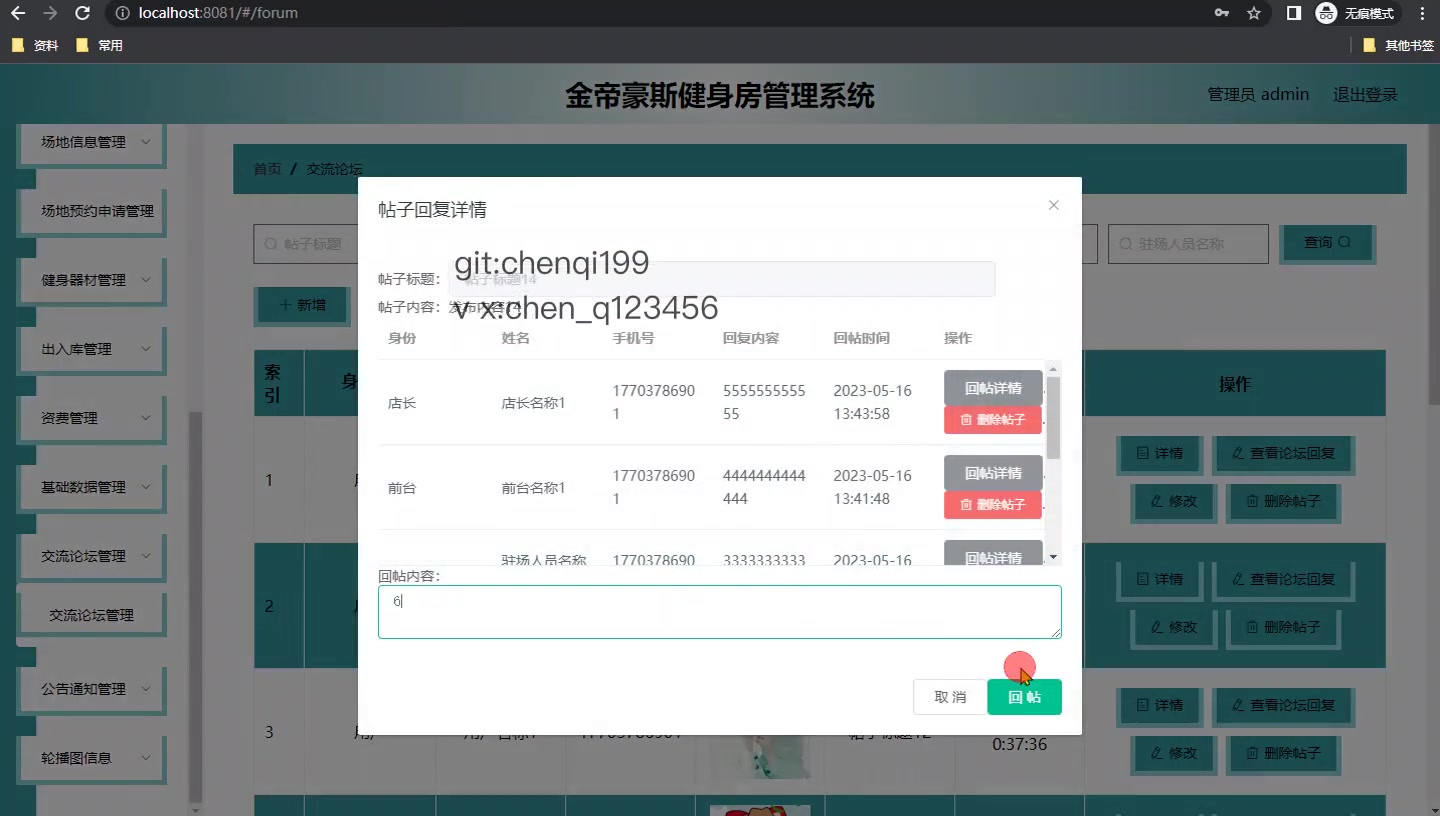 localhost:8081/#/forum
无痕模式
资料
常用
其他书签
金帝豪斯健身房管理系统
管理员 admin
退出登录
场地信息管理
场地预约申请管理
健身器材管理
出入库管理
资费管理
基础数据管理
交流论坛管理
交流论坛管理
公告通知管理
轮播图信息
首页 / 交流论坛
帖子标题
驻场人员名称
查询
新增
索引
操作
1
详情
查看论坛回复
修改
删除帖子
2
详情
查看论坛回复
修改
删除帖子
3
0:37:36
详情
查看论坛回复
修改
删除帖子
帖子回复详情
git:chenqi199
帖子标题: 帖子标题14
v-x:chen_q123456
帖子内容: 发布内容14
身份 姓名 手机号 回复内容 回帖时间 操作
店长 店长名称1 1770378690 5555555555 2023-05-16 回帖详情
1 55 13:43:58 删除帖子
前台 前台名称1 1770378690 4444444444 2023-05-16 回帖详情
1 444 13:41:48 删除帖子
驻场人员名称 1770378690 3333333333 2023-05-16 回帖详情
回帖内容:
6
取 消
回 帖